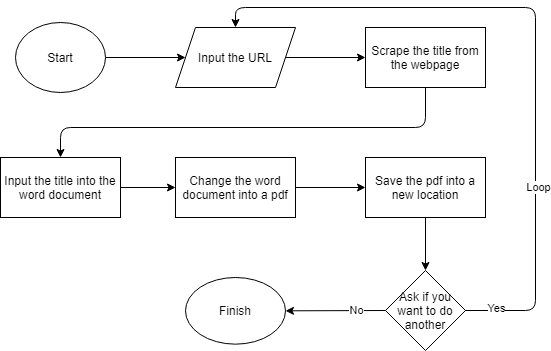 Start
Input the URL
Scrape the title from
the webpage
Input the title into the
word document
Change the word
document into a pdf
Save the pdf into a
new location
Loop
Ask if you
want to do
another
Yes
No
Finish